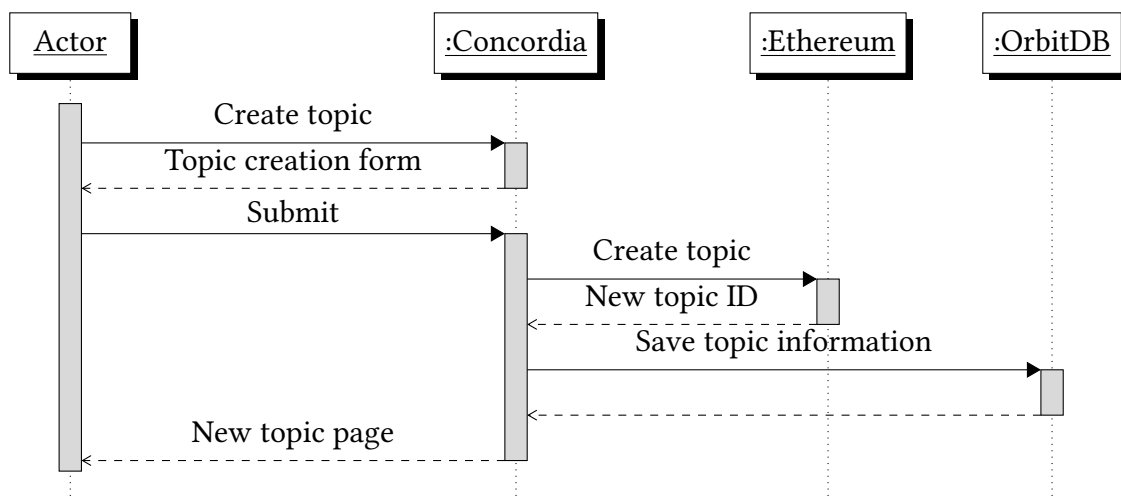 Actor
:Concordia
:Ethereum
:OrbitDB
Create topic
Topic creation form
Submit
Create topic
New topic ID
Save topic information
New topic page